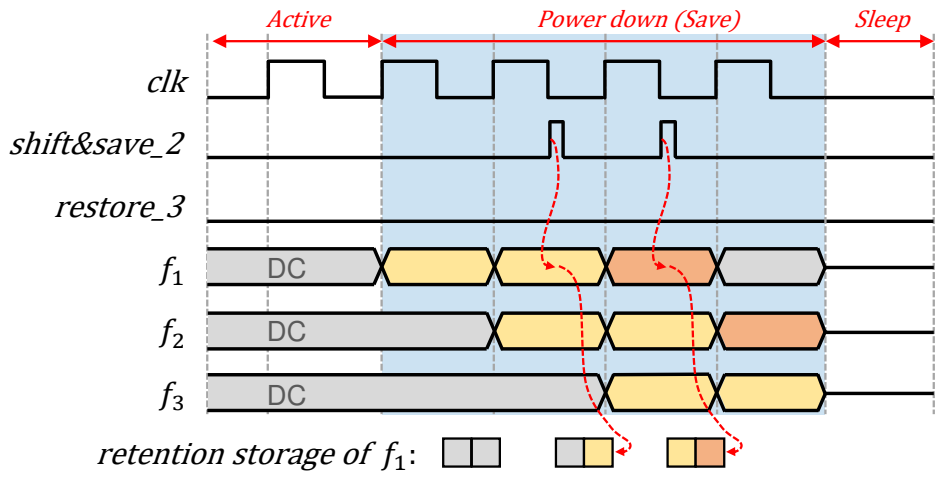 Active Power down (Save) Sleep
clk
shift&save_2
restore_3
f₁ DC
f₂ DC
f₃ DC
retention storage of f₁: